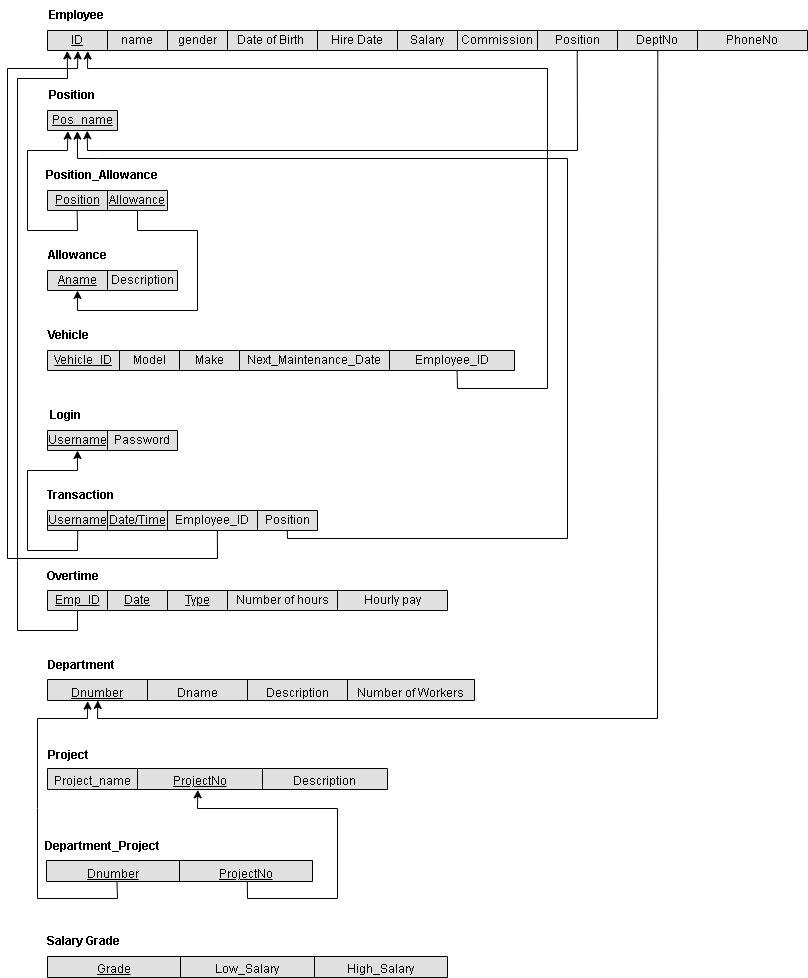 Employee
ID name gender Date of Birth Hire Date Salary Commission Position DeptNo PhoneNo
Position
Pos_name
Position_Allowance
Position Allowance
Allowance
Aname Description
Vehicle
Vehicle_ID Model Make Next_Maintenance_Date Employee_ID
Login
Username Password
Transaction
Username Date/Time Employee_ID Position
Overtime
Emp_ID Date Type Number of hours Hourly pay
Department
Dnumber Dname Description Number of Workers
Project
Project_name ProjectNo Description
Department_Project
Dnumber ProjectNo
Salary Grade
Grade Low_Salary High_Salary